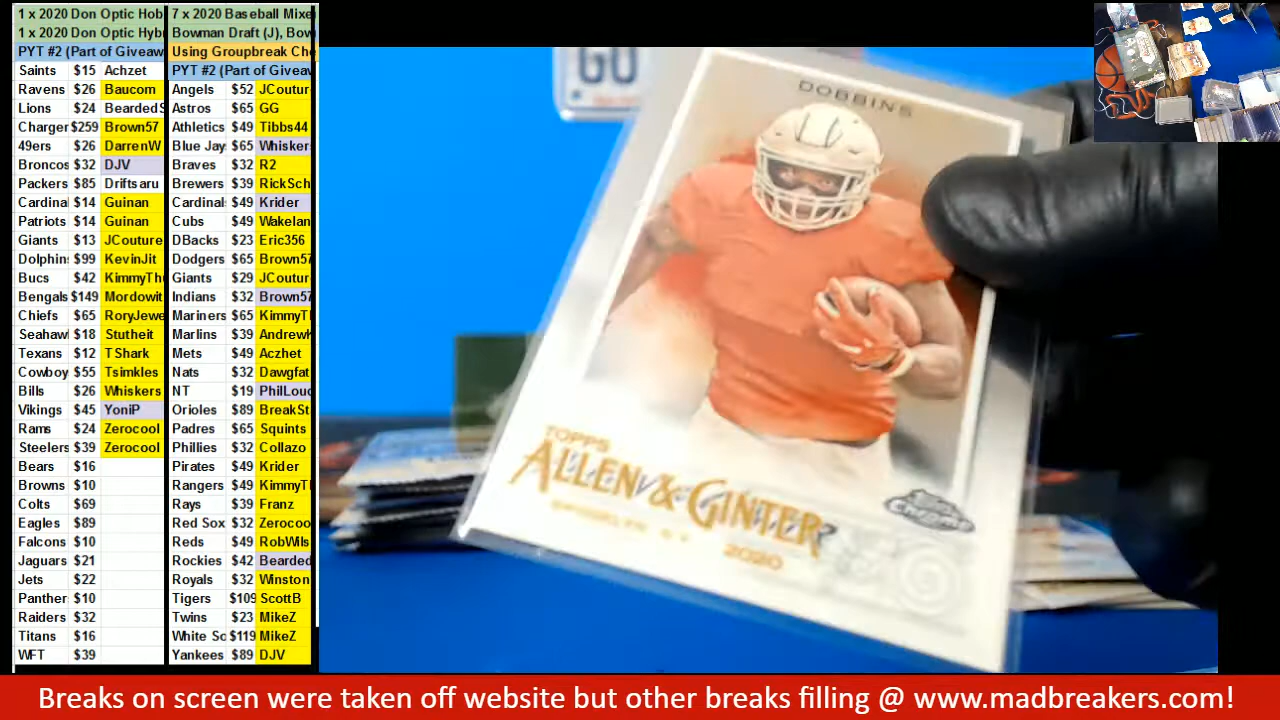 1 x 2020 Don Optic Hob
1 x 2020 Don Optic Hyb
PYT #2 (Part of Giveaw
Saints $15 Achzet
Ravens $26 Baucom
Lions $24 BeardedS
Charger $259 Brown57
49ers $26 DarrenW
Broncos $32 DJV
Packers $85 Driftsaru
Cardinal $14 Guinan
Patriots $14 Guinan
Giants $13 JCouture
Dolphin $99 KevinJit
Bucs $42 KimmyTh
Bengals $149 Mordowit
Chiefs $65 RoryJewe
Seahaw $18 Stutheit
Texans $12 TShark
Cowboy $55 Tsimkles
Bills $26 Whiskers
Vikings $45 YoniP
Rams $24 Zerocool
Steelers $39 Zerocool
Bears $16
Browns $10
Colts $69
Eagles $89
Falcons $10
Jaguars $21
Jets $22
Panther $10
Raiders $32
Titans $16
WFT $39
7 x 2020 Baseball Mixe
Bowman Draft (J), Bow
Using Groupbreak Che
PYT #2 (Part of Giveaw
Angels $52 JCoutur
Astros $65 GG
Athletics $49 Tibbs44
Blue Jay $65 Whisker
Braves $32 R2
Brewers $39 RickSch
Cardinal $49 Krider
Cubs $49 Wakelan
DBacks $23 Eric356
Dodgers $65 Brown57
Giants $29 JCoutur
Indians $32 Brown57
Mariners $65 KimmyT
Marlins $39 Andrew
Mets $49 Aczhet
Nats $32 Dawgfat
NT $19 PhilLou
Orioles $89 BreakSt
Padres $65 Squints
Phillies $32 Collazo
Pirates $49 Krider
Rangers $49 KimmyT
Rays $49 Franz
Red Sox $32 Zerocoo
Reds $49 RobWils
Rockies $42 Bearded
Royals $32 Winston
Tigers $109 ScottB
Twins $23 MikeZ
White So $119 MikeZ
Yankees $89 DJV
GO
DOBBINS
TOPPS
ALLEN & GINTER
2020
Topps
CHROME
Breaks on screen were taken off website but other breaks filling @ www.madbreakers.com!